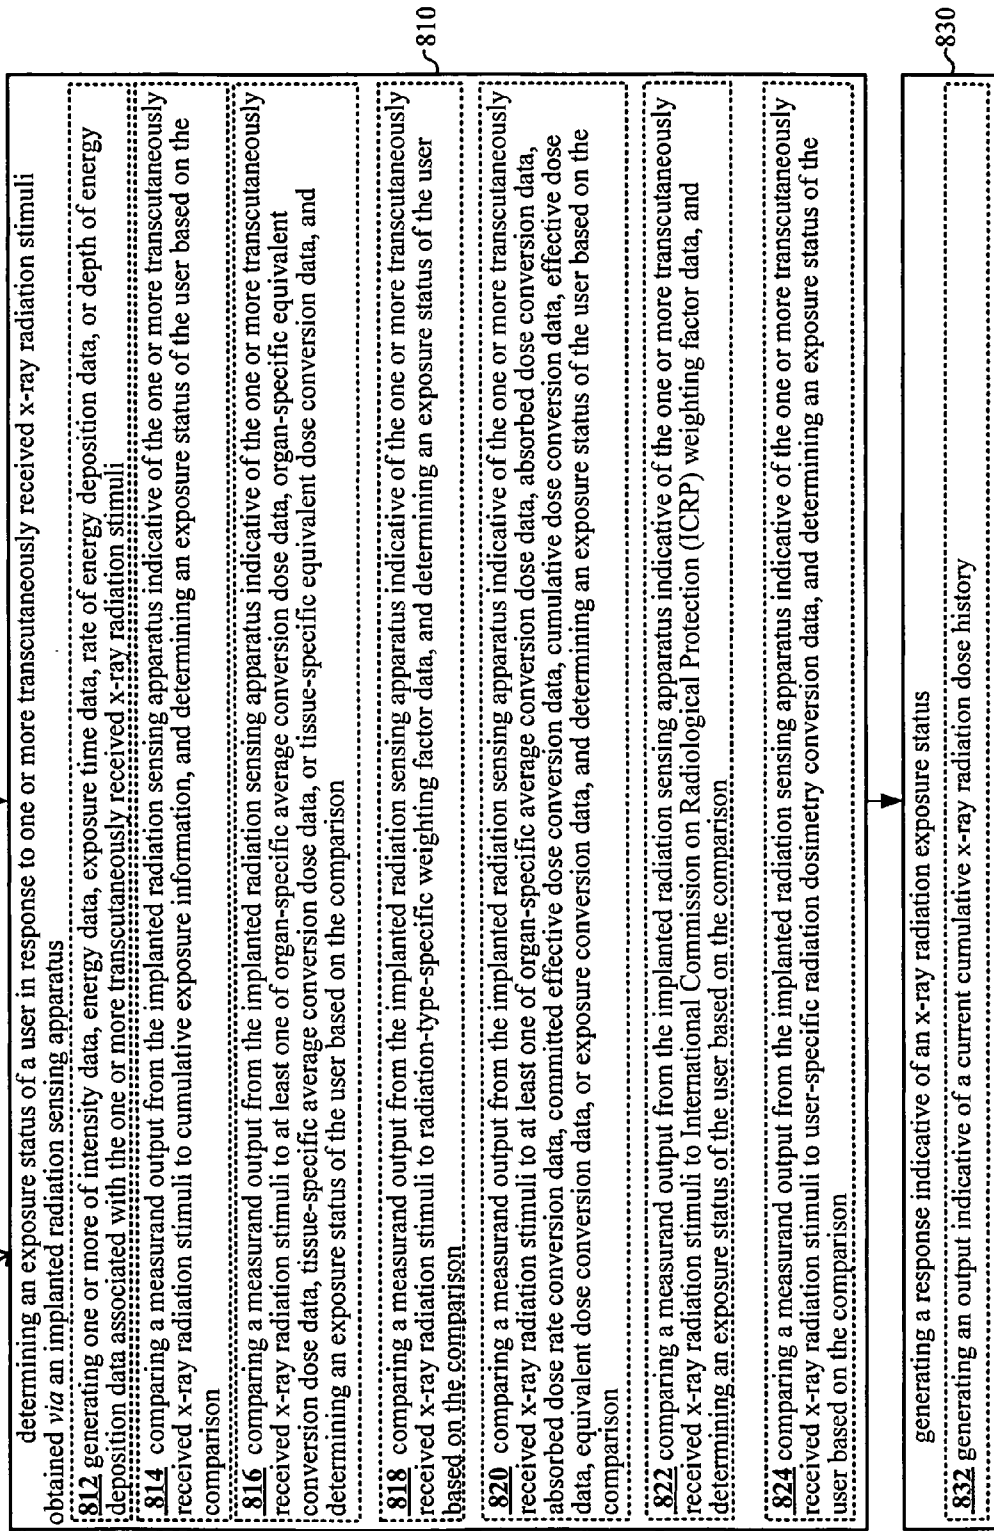 determining an exposure status of a user in response to one or more transcutaneously received x-ray radiation stimuli
obtained via an implanted radiation sensing apparatus
812 generating one or more of intensity data, energy data, exposure time data, rate of energy deposition data, or depth of energy
deposition data associated with the one or more transcutaneously received x-ray radiation stimuli
814 comparing a measurand output from the implanted radiation sensing apparatus indicative of the one or more transcutaneously
received x-ray radiation stimuli to cumulative exposure information, and determining an exposure status of the user based on the
comparison
816 comparing a measurand output from the implanted radiation sensing apparatus indicative of the one or more transcutaneously
received x-ray radiation stimuli to at least one of organ-specific average conversion dose data, organ-specific equivalent
conversion dose data, tissue-specific average conversion dose data, or tissue-specific equivalent dose conversion data, and
determining an exposure status of the user based on the comparison
818 comparing a measurand output from the implanted radiation sensing apparatus indicative of the one or more transcutaneously
received x-ray radiation stimuli to radiation-type-specific weighting factor data, and determining an exposure status of the user
based on the comparison
820 comparing a measurand output from the implanted radiation sensing apparatus indicative of the one or more transcutaneously
received x-ray radiation stimuli to at least one of organ-specific average conversion dose data, absorbed dose conversion data,
absorbed dose rate conversion data, committed effective dose conversion data, cumulative dose conversion data, effective dose
data, equivalent dose conversion data, or exposure conversion data, and determining an exposure status of the user based on the
comparison
822 comparing a measurand output from the implanted radiation sensing apparatus indicative of the one or more transcutaneously
received x-ray radiation stimuli to International Commission on Radiological Protection (ICRP) weighting factor data, and
determining an exposure status of the user based on the comparison
824 comparing a measurand output from the implanted radiation sensing apparatus indicative of the one or more transcutaneously
received x-ray radiation stimuli to user-specific radiation dosimetry conversion data, and determining an exposure status of the
user based on the comparison
810
generating a response indicative of an x-ray radiation exposure status
832 generating an output indicative of a current cumulative x-ray radiation dose history
830